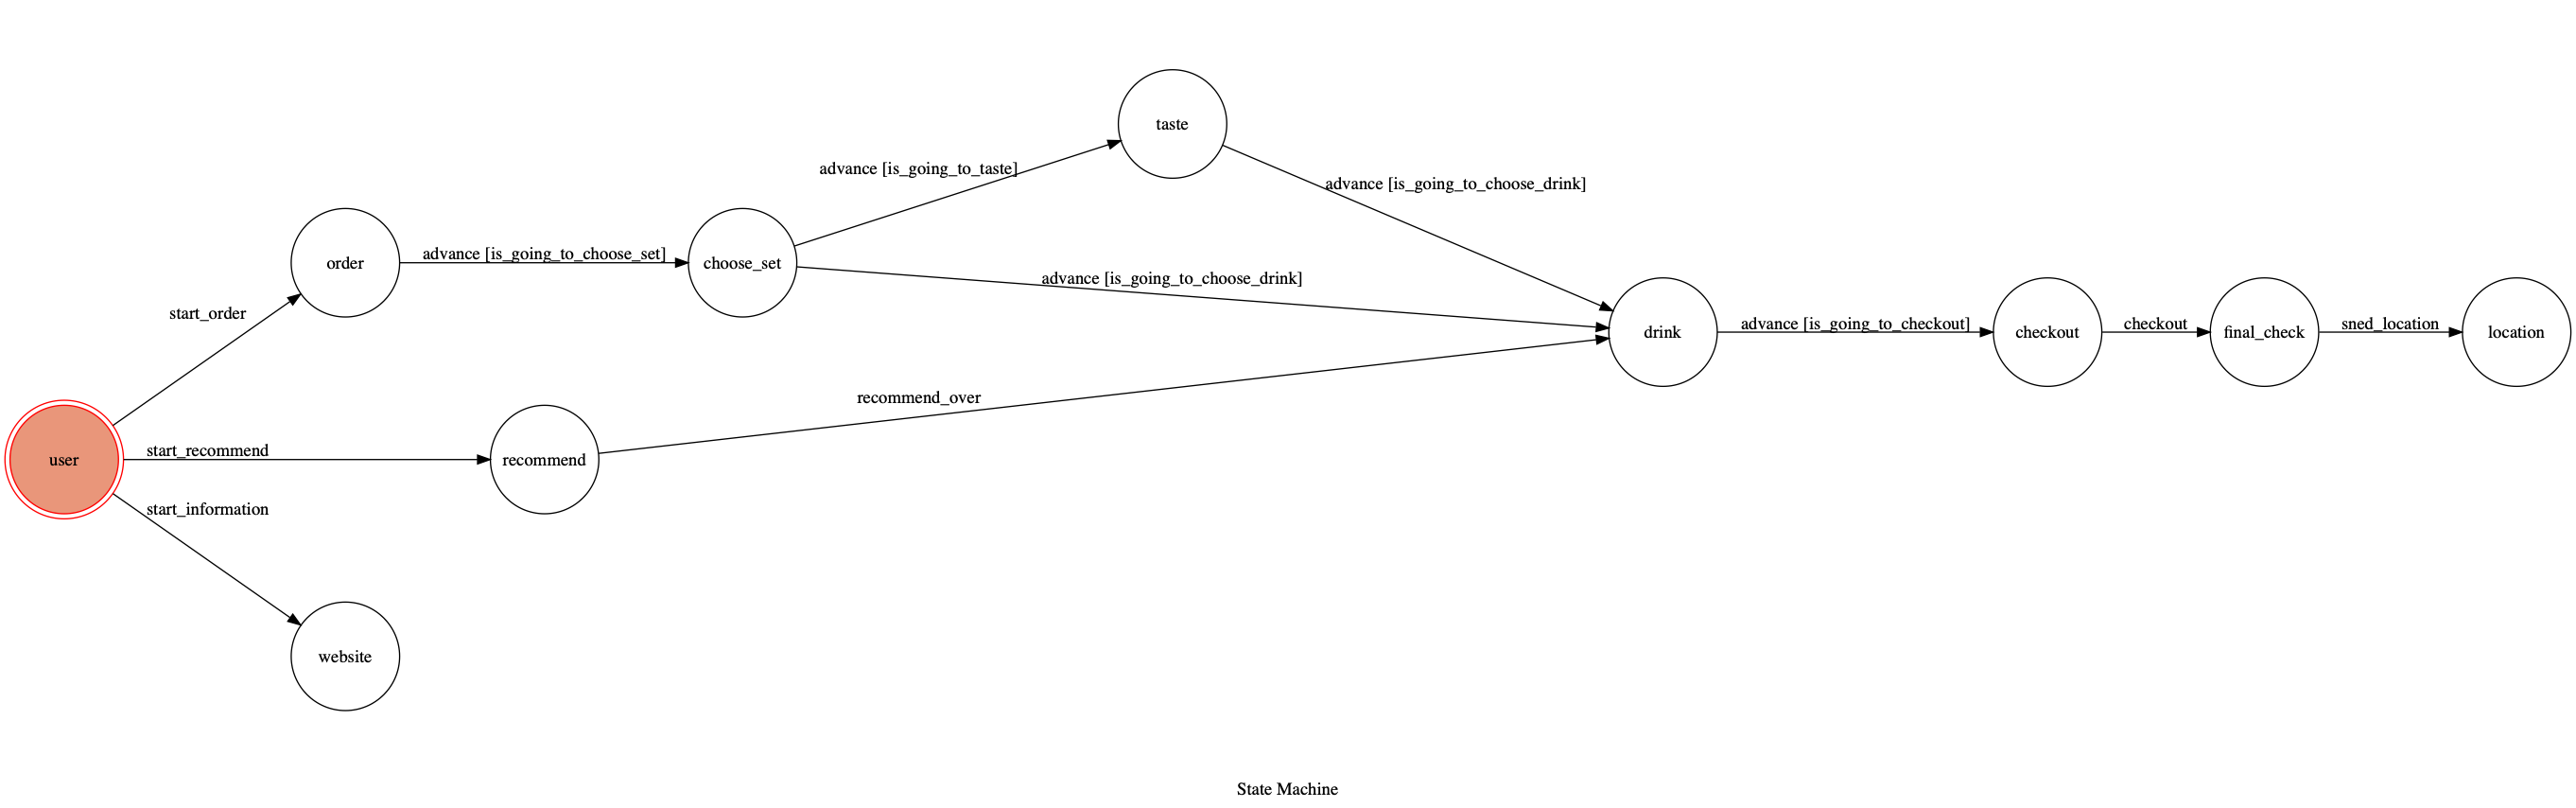 taste
advance [is_going_to_taste]
advance [is_going_to_choose_drink]
order
advance [is_going_to_choose_set]
choose_set
advance [is_going_to_choose_drink]
start_order
drink
advance [is_going_to_checkout]
checkout
checkout
final_check
sned_location
location
recommend_over
user
start_recommend
recommend
start_information
website
State Machine